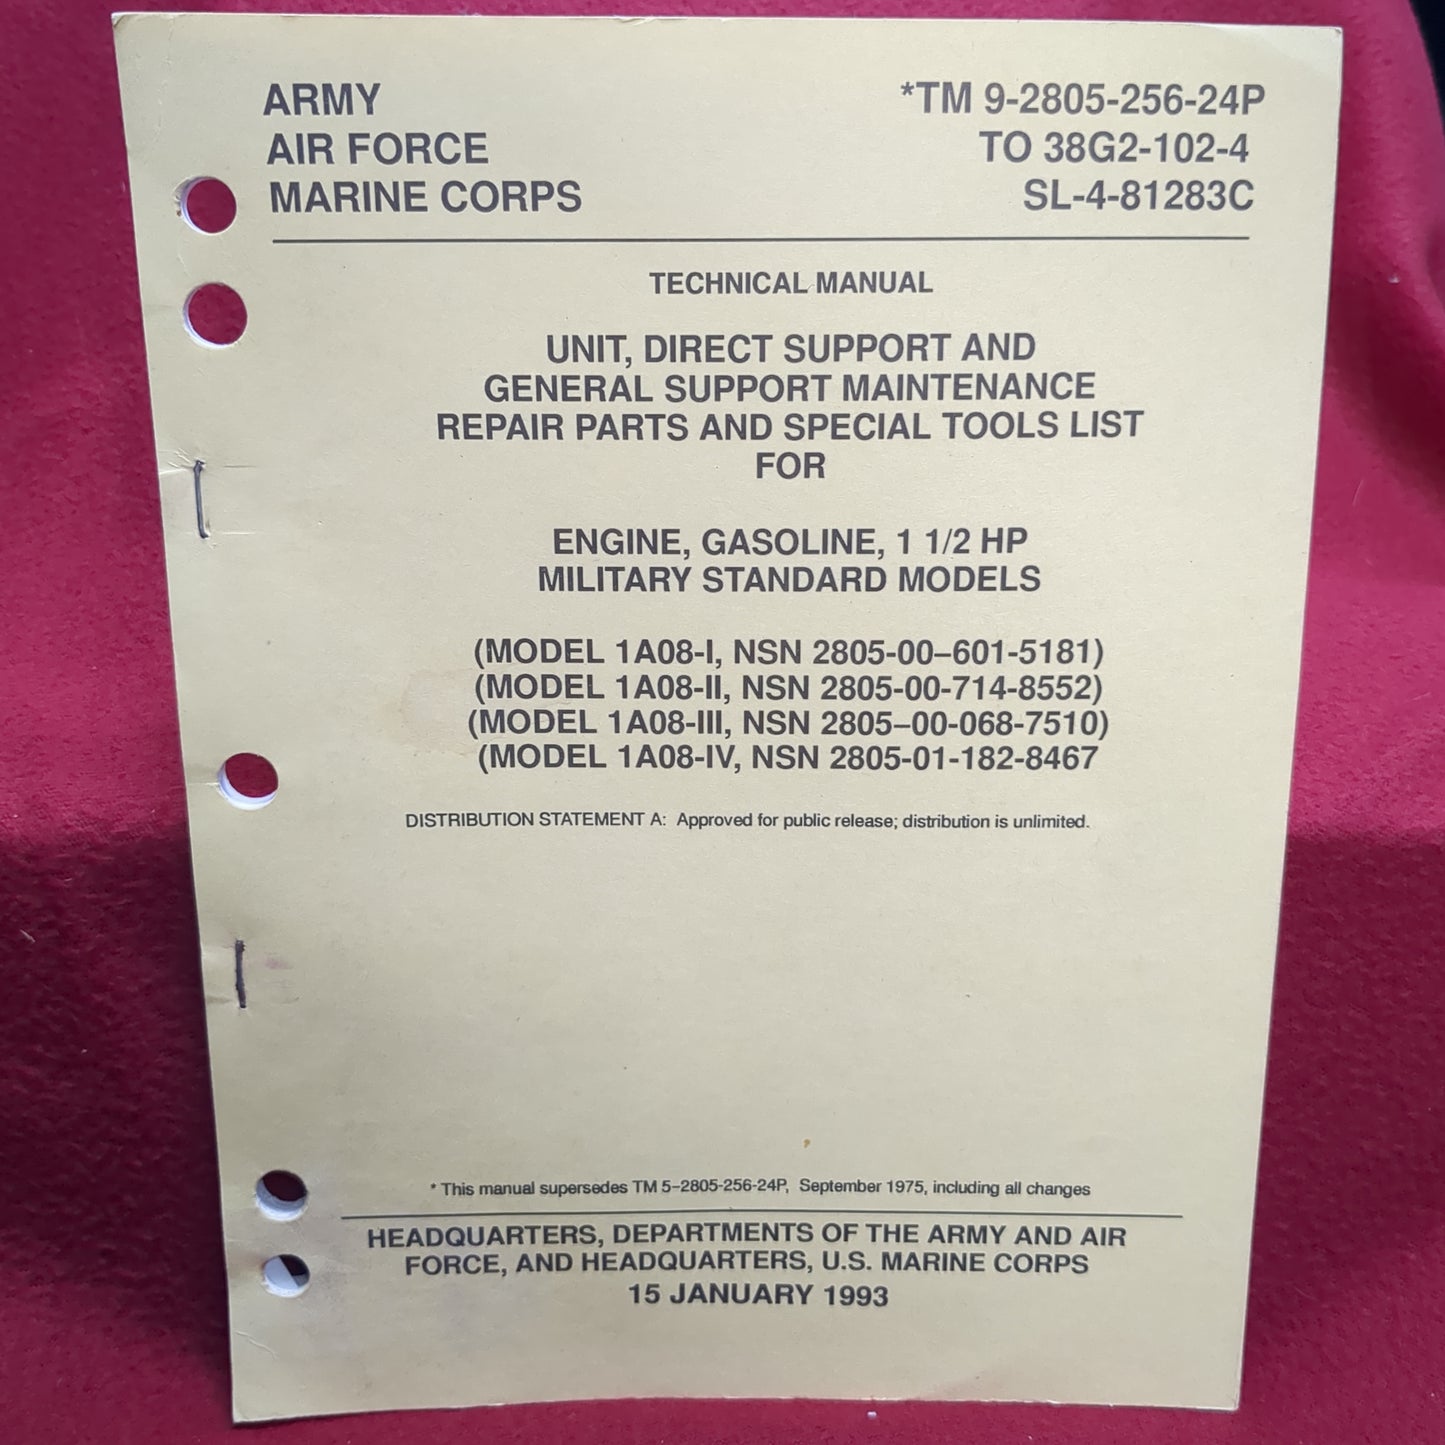 ARMY
AIR FORCE
MARINE CORPS
*TM 9-2805-256-24P
TO 38G2-102-4
SL-4-81283C
TECHNICAL MANUAL
UNIT, DIRECT SUPPORT AND
GENERAL SUPPORT MAINTENANCE
REPAIR PARTS AND SPECIAL TOOLS LIST
FOR
ENGINE, GASOLINE, 1 1/2 HP
MILITARY STANDARD MODELS
(MODEL 1A08-I, NSN 2805-00–601-5181)
(MODEL 1A08-II, NSN 2805-00-714-8552)
(MODEL 1A08-III, NSN 2805–00-068-7510)
(MODEL 1A08-IV, NSN 2805-01-182-8467
DISTRIBUTION STATEMENT A: Approved for public release; distribution is unlimited.
* This manual supersedes TM 5–2805-256-24P, September 1975, including all changes
HEADQUARTERS, DEPARTMENTS OF THE ARMY AND AIR
FORCE, AND HEADQUARTERS, U.S. MARINE CORPS
15 JANUARY 1993